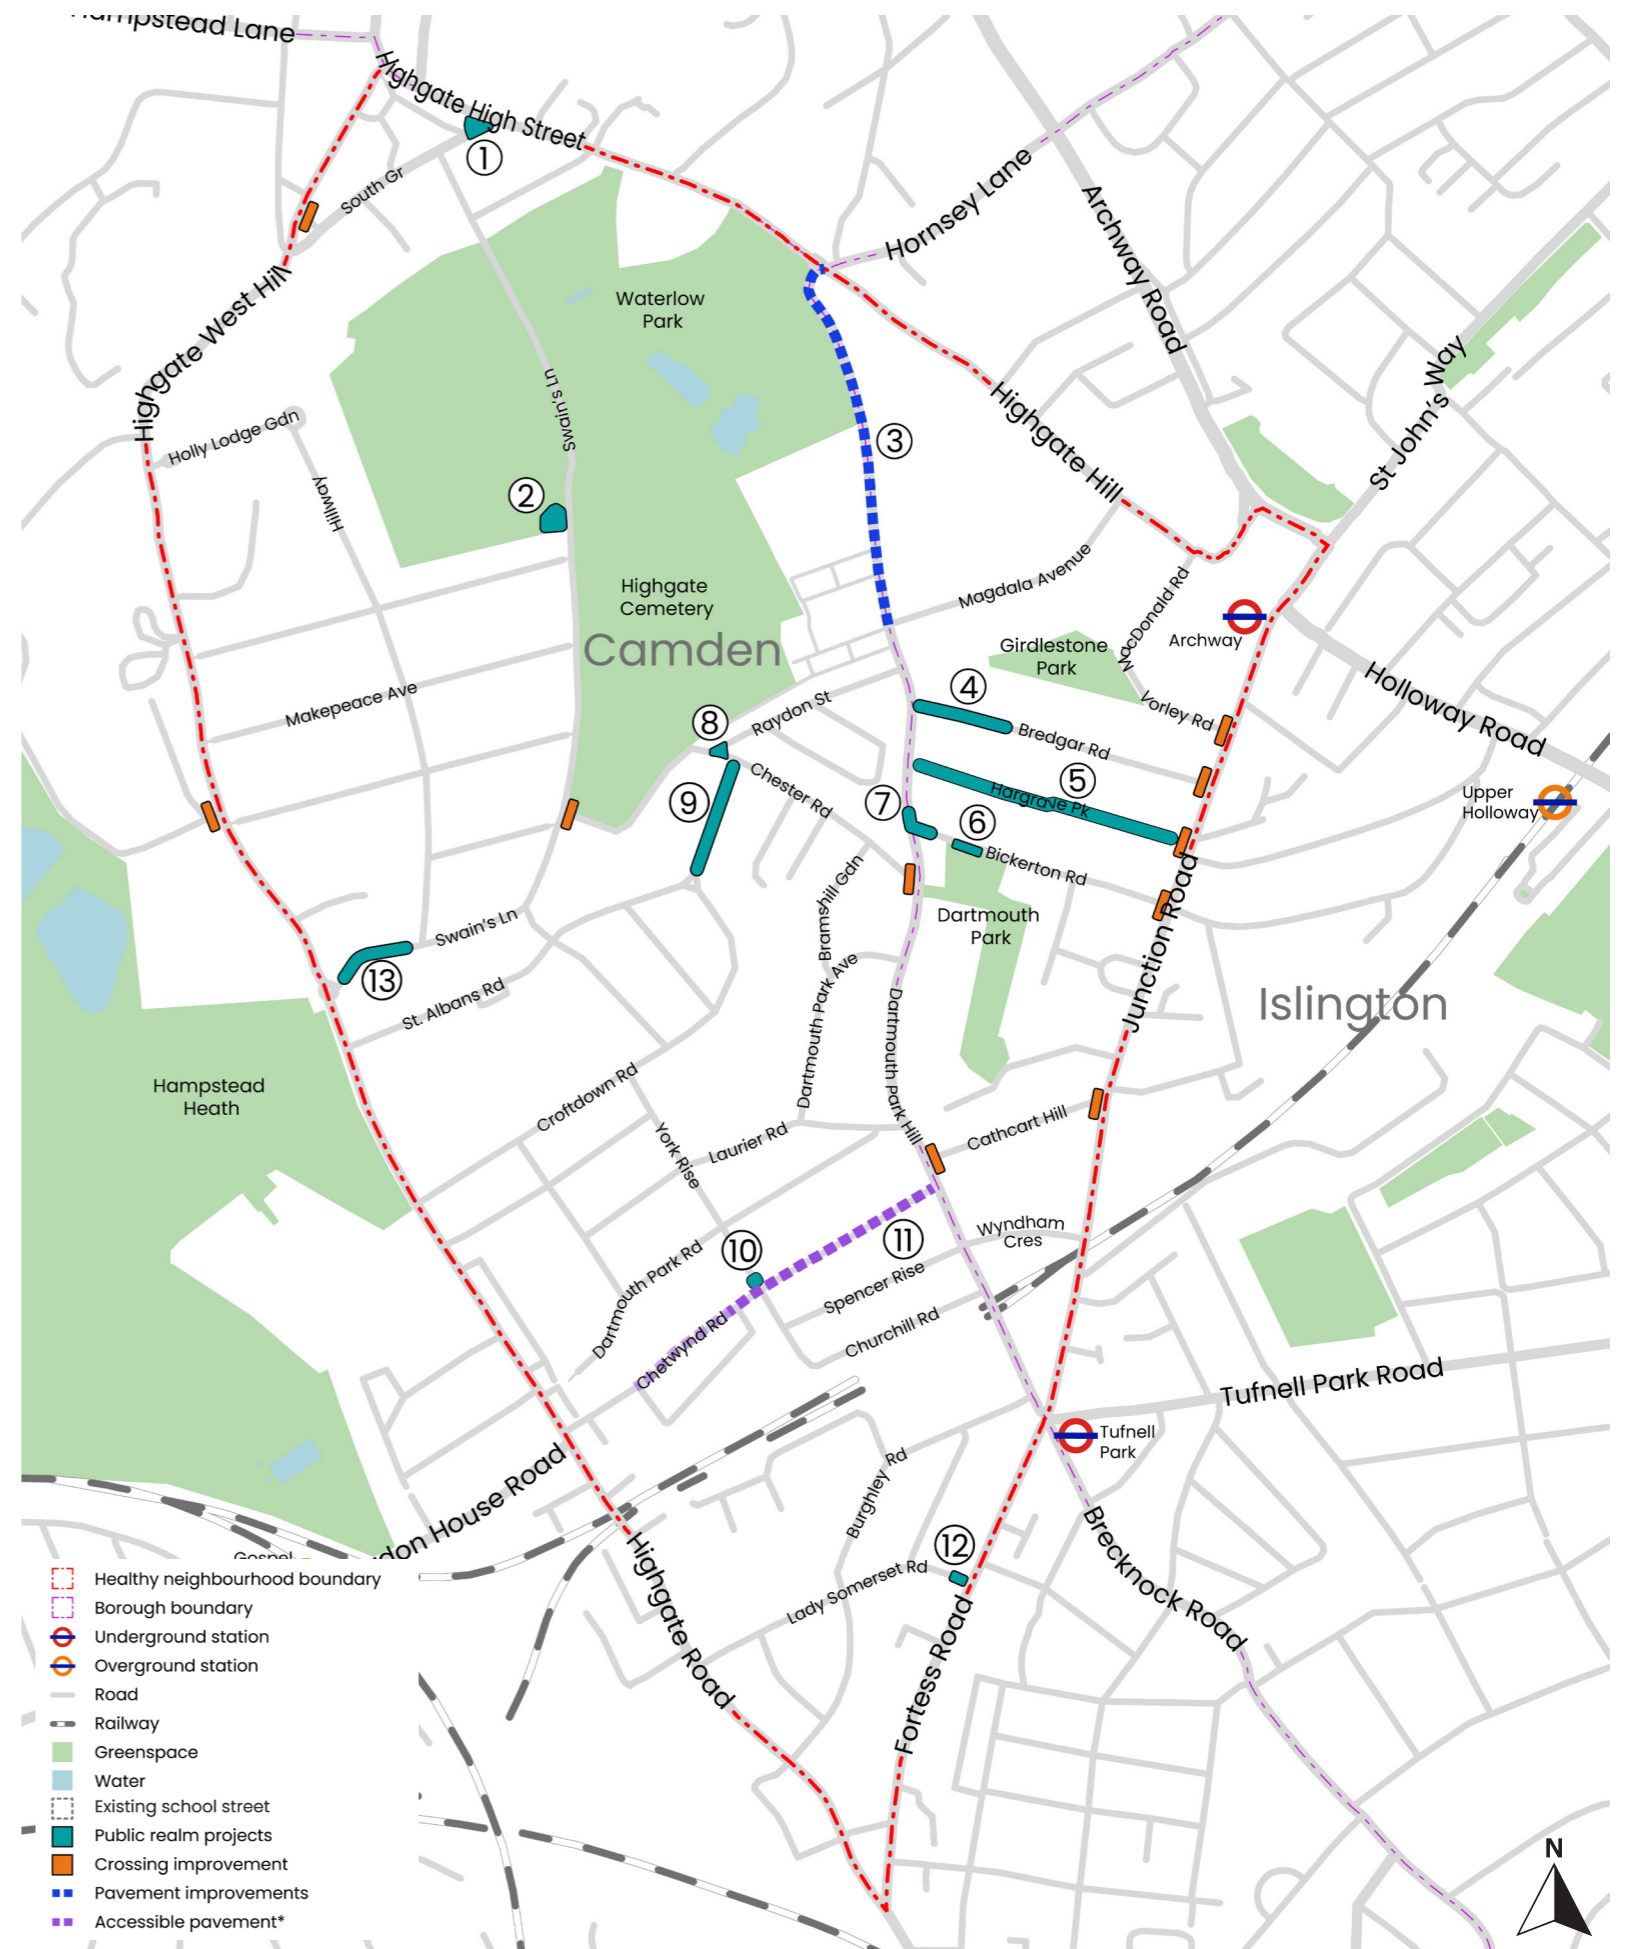 Hampstead Lane
Highgate High Street
1
South Gr
Hornsey Lane
Archway Road
Highgate West Hill
Waterlow
Park
Swain's Ln
Holly Lodge Gdn
Hillway
St John's Way
Highgate Hill
3
2
Magdala Avenue
MacDonald Rd
Highgate
Cemetery
Camden
Girdlestone
Park
Archway
Makepeace Ave
Holloway Road
Raydon St
4
Vorley Rd
8
Bredgar Rd
Chester Rd
5
Hargrave Pk
9
7
6
Upper
Holloway
Bickerton Rd
Bramshill Gdn
Junction Road
Dartmouth
Park
Swain's Ln
13
St. Albans Rd
Dartmouth Park Ave
Dartmouth Park Hill
Islington
Hampstead
Heath
Croftdown Rd
York Rise
Laurier Rd
Cathcart Hill
Wyndham
Cres
10
11
Dartmouth Park Rd
Spencer Rise
Chetwynd Rd
Churchill Rd
Tufnell Park Road
Tufnell
Park
Burghley Rd
don House Road
Gospel
Highgate Road
12
Lady Somerset Rd
Brecknock Road
Fortess Road
Healthy neighbourhood boundary
Borough boundary
Underground station
Overground station
Road
Railway
Greenspace
Water
Existing school street
Public realm projects
Crossing improvement
Pavement improvements
Accessible pavement*
N